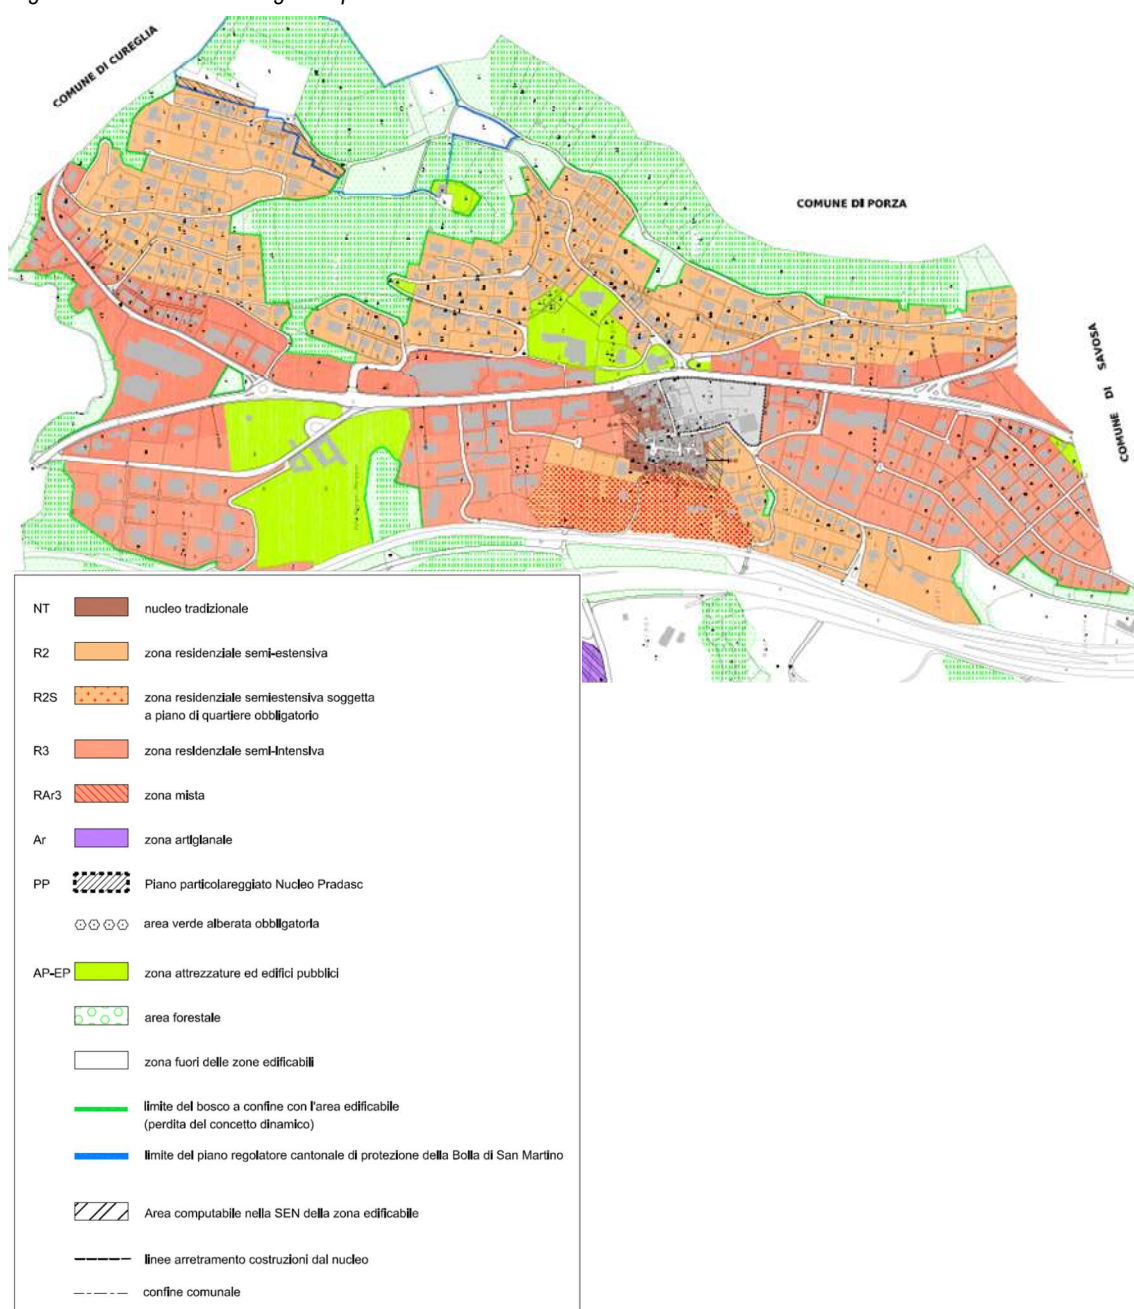 COMUNE DI CUREGLIA
COMUNE DI PORZA
COMUNE DI SAVOSA
NT nucleo tradizionale
R2 zona residenziale semi-estensiva
R2S zona residenziale semiestensiva soggetta
a piano di quartiere obbligatorio
R3 zona residenziale semi-intensiva
RAr3 zona mista
Ar zona artigianale
PP Piano particolareggiato Nucleo Pradasc
area verde alberata obbligatoria
AP-EP zona attrezzature ed edifici pubblici
area forestale
zona fuori delle zone edificabili
limite del bosco a confine con l'area edificabile
(perdita del concetto dinamico)
limite del piano regolatore cantonale di protezione della Bolla di San Martino
Area computabile nella SEN della zona edificabile
linee arretramento costruzioni dal nucleo
confine comunale